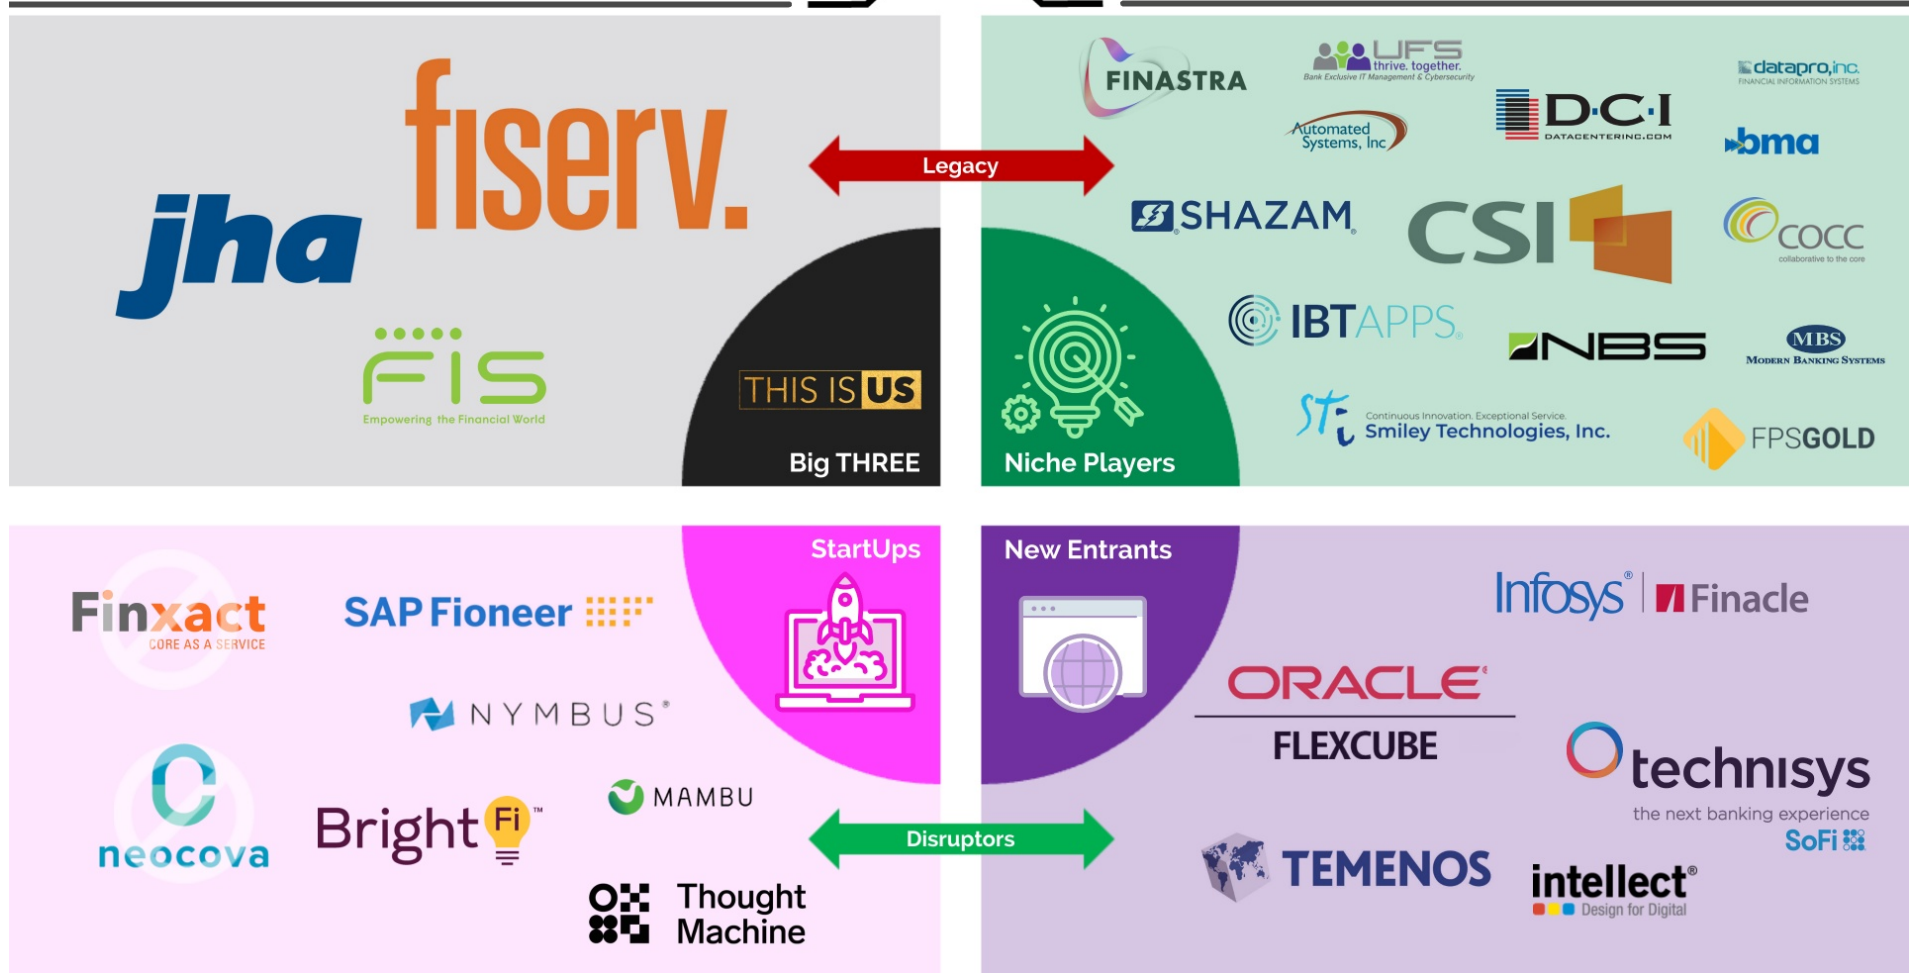 jha
fiserv.
FIS
Empowering the Financial World
THIS IS US
Big THREE
Legacy
FINASTRA
UFS
thrive. together.
Bank Exclusive IT Management & Cybersecurity
datapro,inc.
FINANCIAL INFORMATION SYSTEMS
Automated
Systems, Inc
D·C·I
DATACENTERINC.COM
bma
SHAZAM®
CSI
COCC
collaborative to the core
IBTAPPS®
NBS
MBS
MODERN BANKING SYSTEMS
STi
Continuous Innovation. Exceptional Service.
Smiley Technologies, Inc.
FPSGOLD
Niche Players
StartUps
Finxact
CORE AS A SERVICE
SAP Fioneer
NYMBUS®
neocova
Bright Fi™
MAMBU
Thought
Machine
Disruptors
New Entrants
Infosys® | Finacle
ORACLE®
FLEXCUBE
technisys
the next banking experience
SoFi
TEMENOS
intellect®
Design for Digital